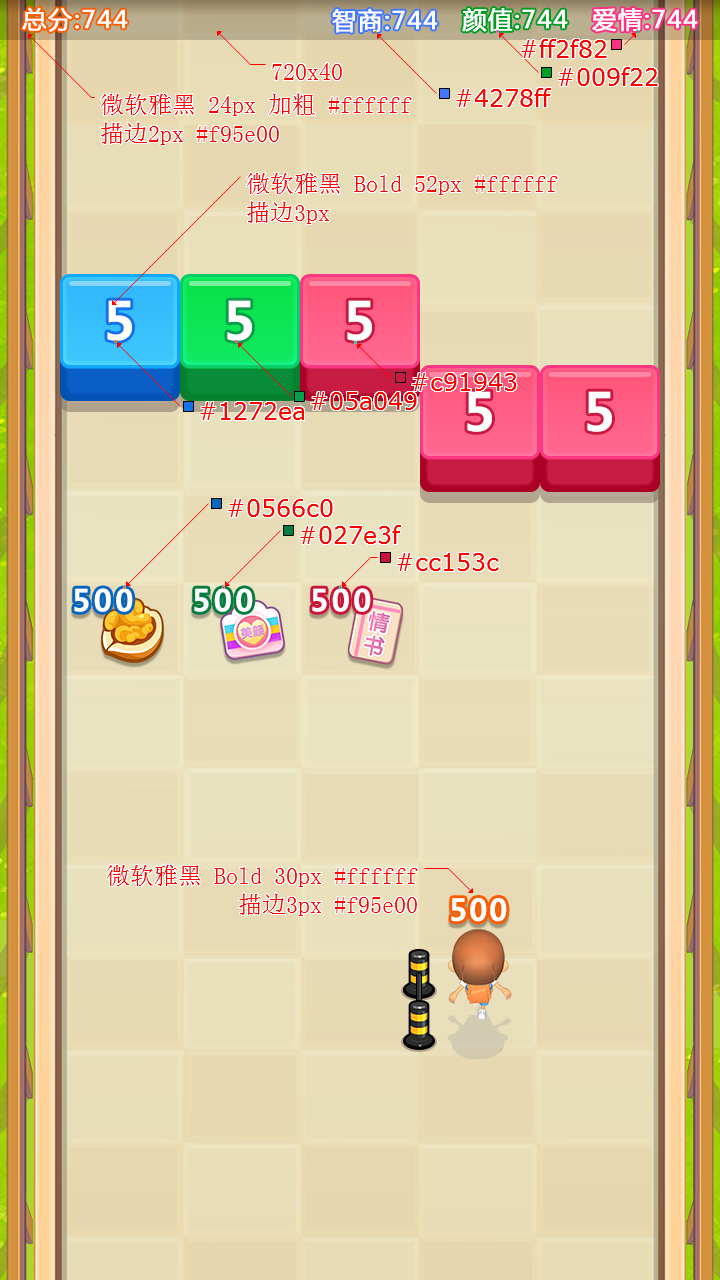 总分:744 智商:744 颜值:744 爱情:744
#ff2f82
720x40
#009f22
#4278ff
微软雅黑 24px 加粗 #ffffff
描边2px #f95e00
微软雅黑 Bold 52px #ffffff
描边3px
5 5 5
#c91943
#05a049
#1272ea
5 5
#0566c0
#027e3f
#cc153c
500 500 500
美颜
情书
微软雅黑 Bold 30px #ffffff
描边3px #f95e00
500